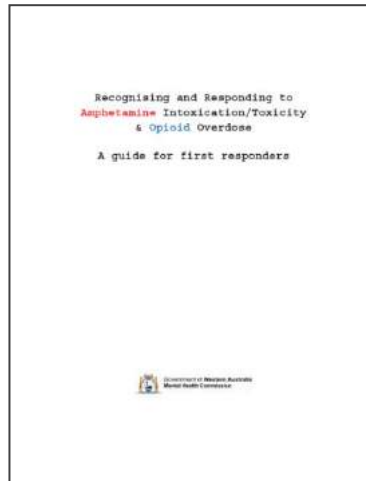 Recognising and Responding to
Amphetamine Intoxication/Toxicity
& Opioid Overdose
A guide for first responders
Government of Western Australia
Mental Health Commission